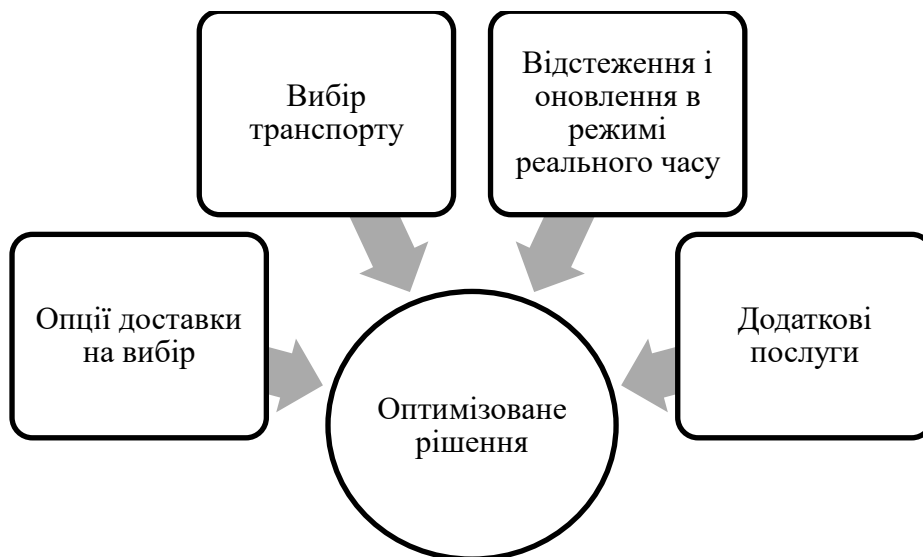 Вибір
транспорту
Відстеження і
оновлення в
режимі
реального часу
Опції доставки
на вибір
Додаткові
послуги
Оптимізоване
рішення